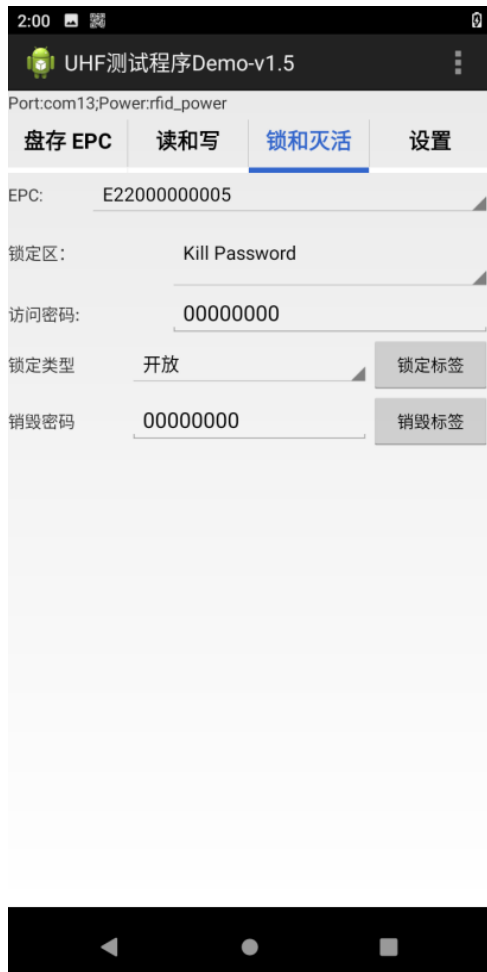 2:00
UHF测试程序Demo-v1.5
Port:com13;Power:rfid_power
盘存 EPC 读和写 锁和灭活 设置
EPC: E22000000005
锁定区: Kill Password
访问密码: 00000000
锁定类型 开放 锁定标签
销毁密码 00000000 销毁标签